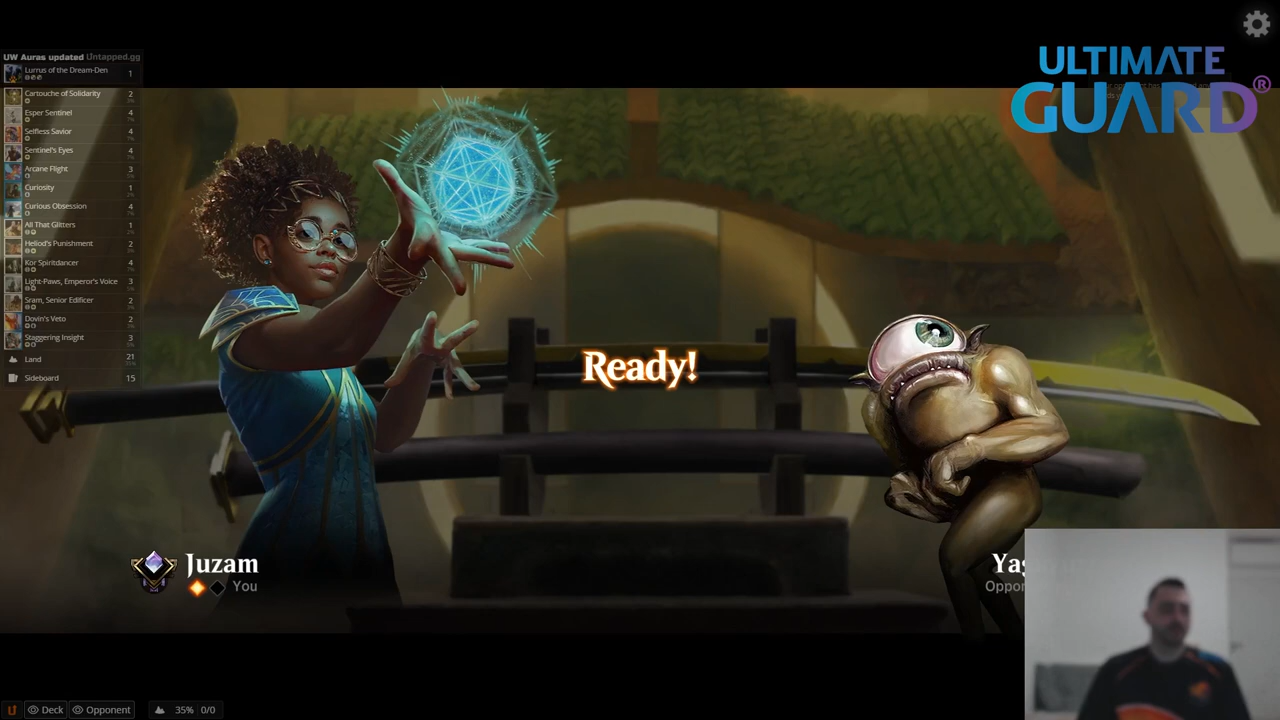 ULTIMATE
GUARD®
UW Auras updated Untapped.gg
Lurrus of the Dream-Den 1
Cartouche of Solidarity 2
Esper Sentinel 4
Selfless Savior 4
Sentinel's Eyes 4
Arcane Flight 3
Curiosity 1
Curious Obsession 4
All That Glitters 1
Heliod's Punishment 2
Kor Spiritdancer 4
Light-Paws, Emperor's Voice 3
Sram, Senior Edificer 2
Dovin's Veto 2
Staggering Insight 3
Land 21
Sideboard 15
Ready!
Juzam
You
Yas
Oppon
Deck Opponent 35% 0/0